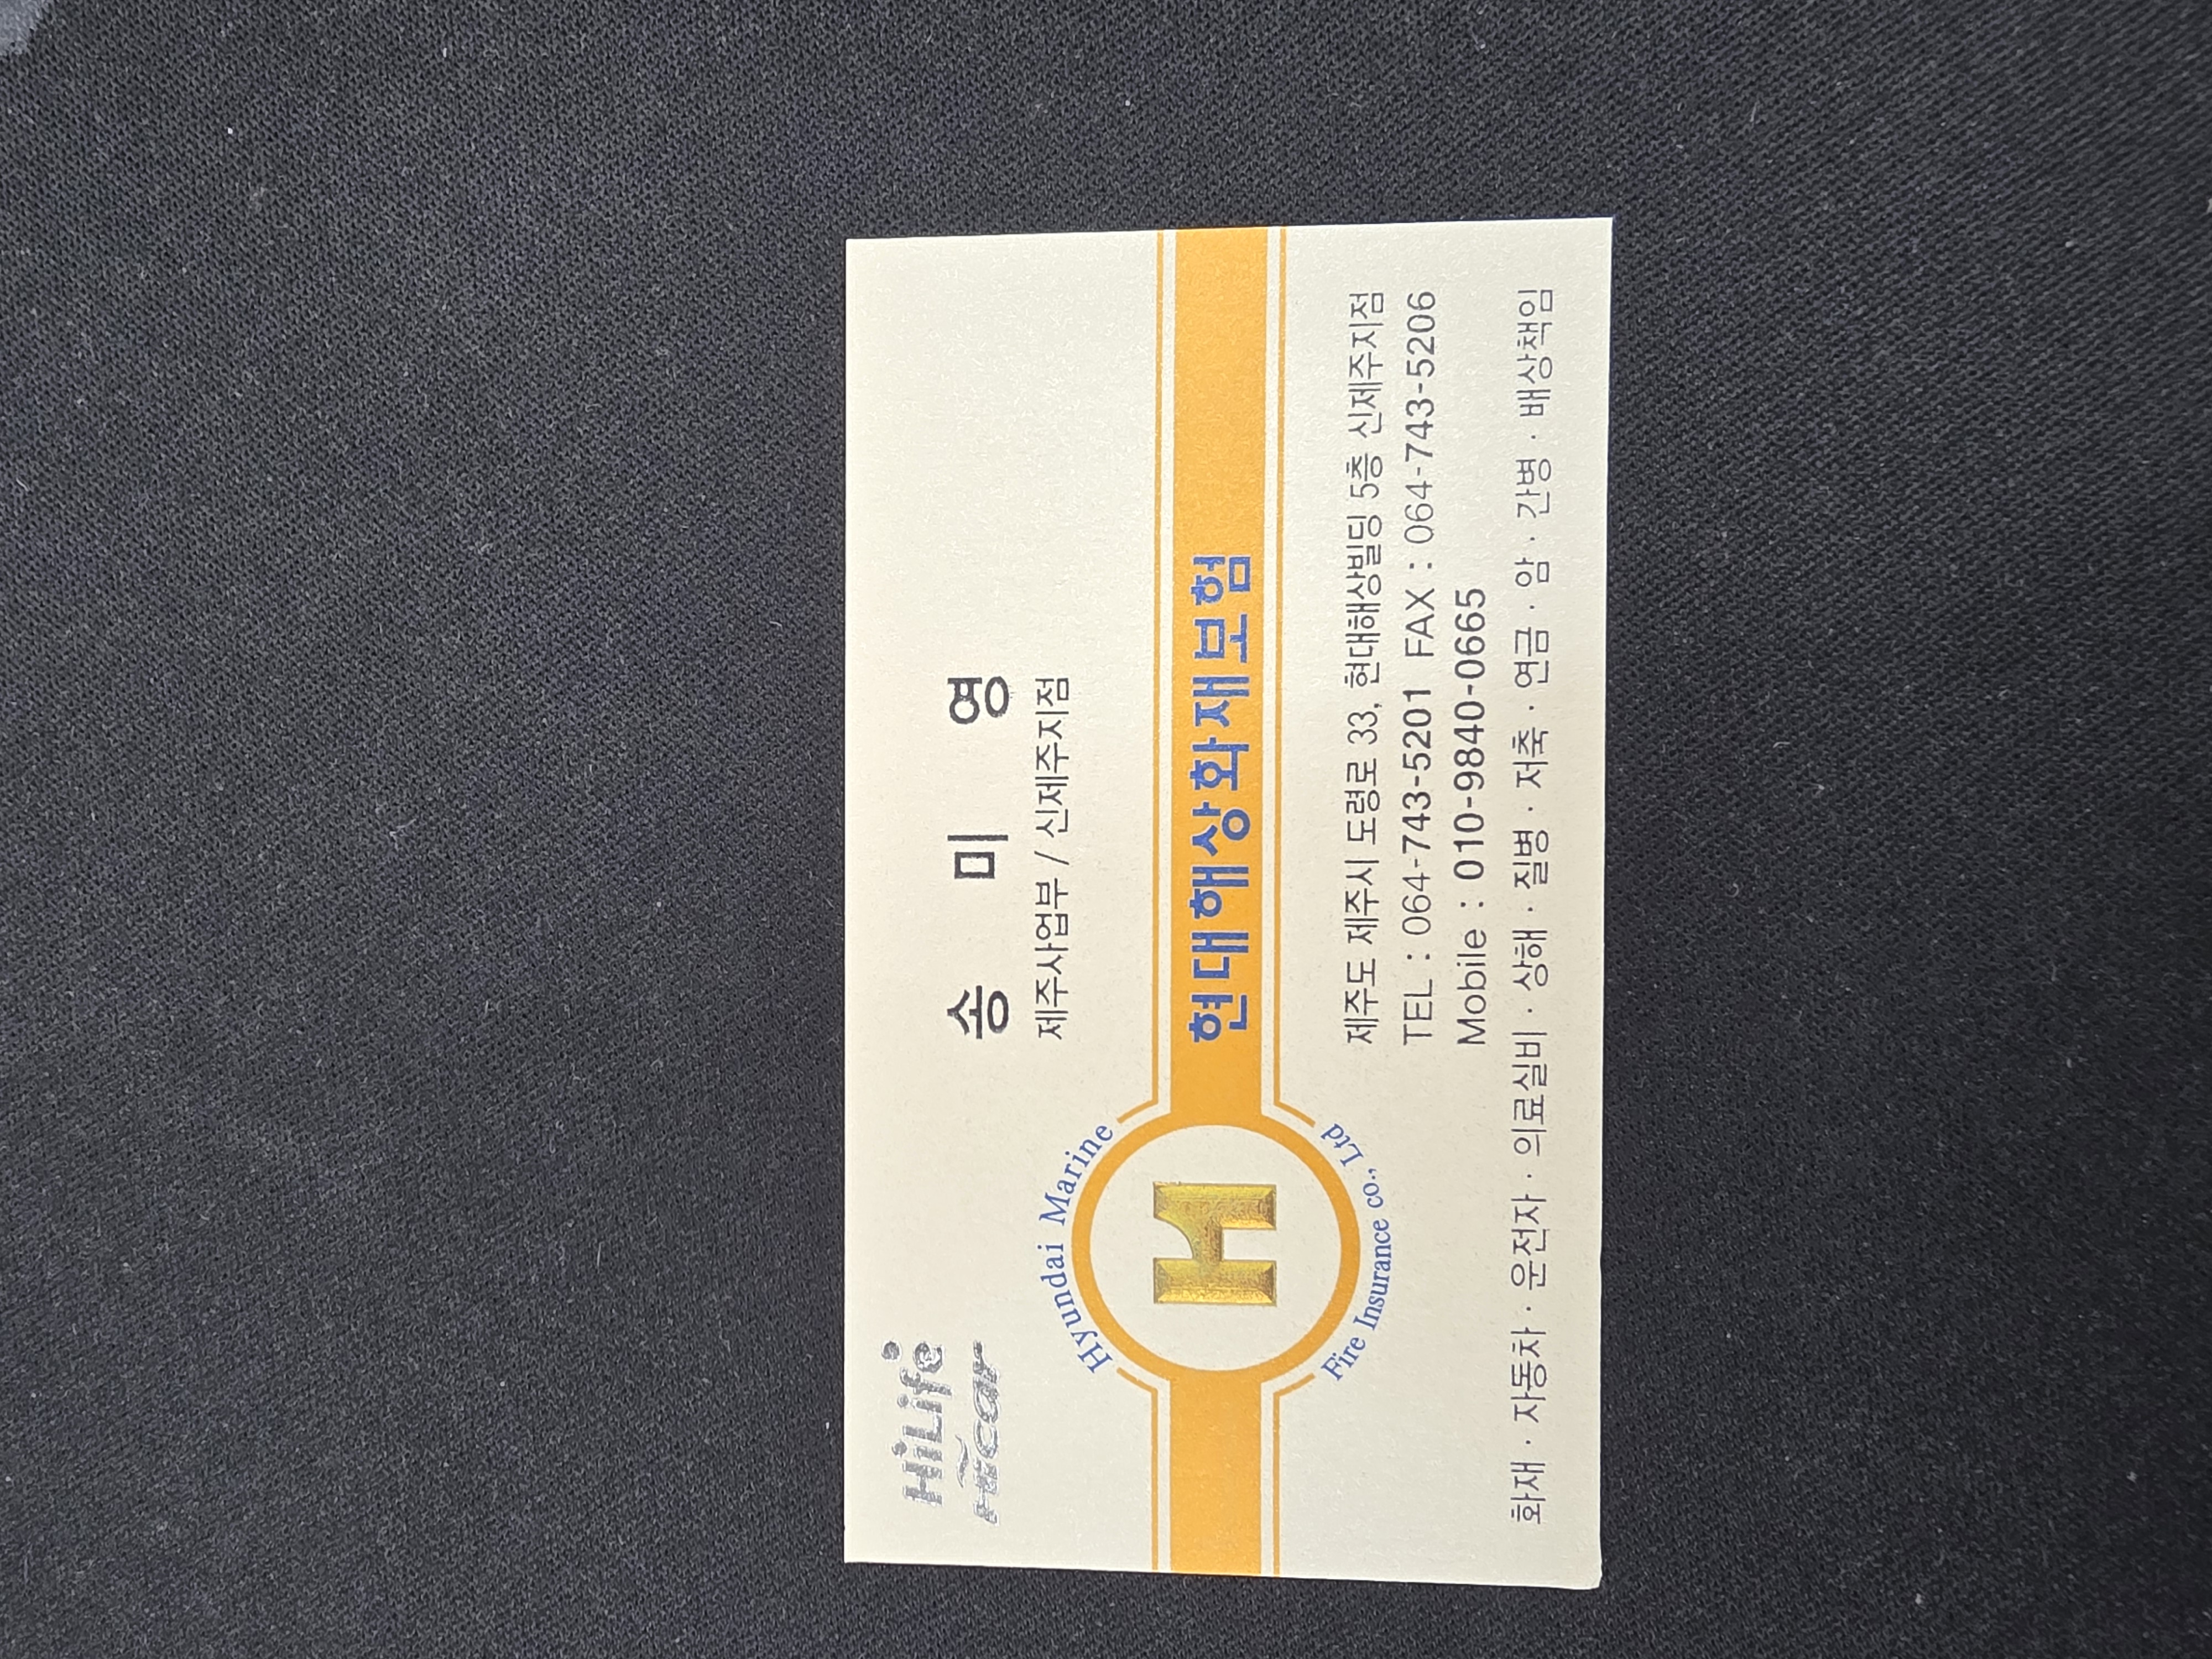 HiLife
Hicar
송 미 영
제주사업부 / 신제주지점
Hyundai Marine
H
현대해상화재보험
Fire Insurance co., Ltd
제주도 제주시 도령로 33, 현대해상빌딩 5층 신제주지점
TEL : 064-743-5201 FAX : 064-743-5206
Mobile : 010-9840-0665
화재 · 자동차 · 운전자 · 의료실비 · 상해 · 질병 · 저축 · 연금 · 암 · 간병 · 배상책임